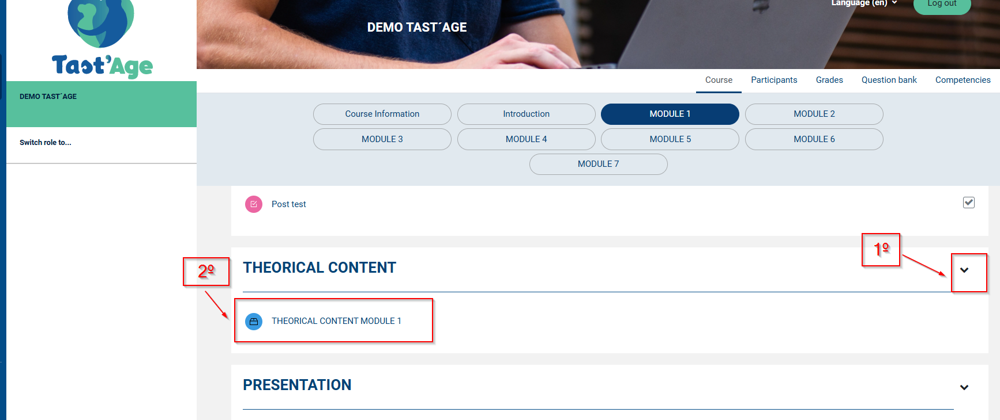 Language (en)
Log out
DEMO TAST´AGE
Tast'Age
DEMO TAST´AGE
Switch role to...
Course
Participants
Grades
Question bank
Competencies
Course Information
Introduction
MODULE 1
MODULE 2
MODULE 3
MODULE 4
MODULE 5
MODULE 6
MODULE 7
Post test
1º
2º
THEORICAL CONTENT
THEORICAL CONTENT MODULE 1
PRESENTATION